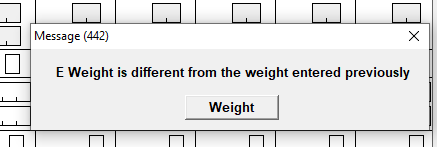 Message (442)
E Weight is different from the weight entered previously
Weight